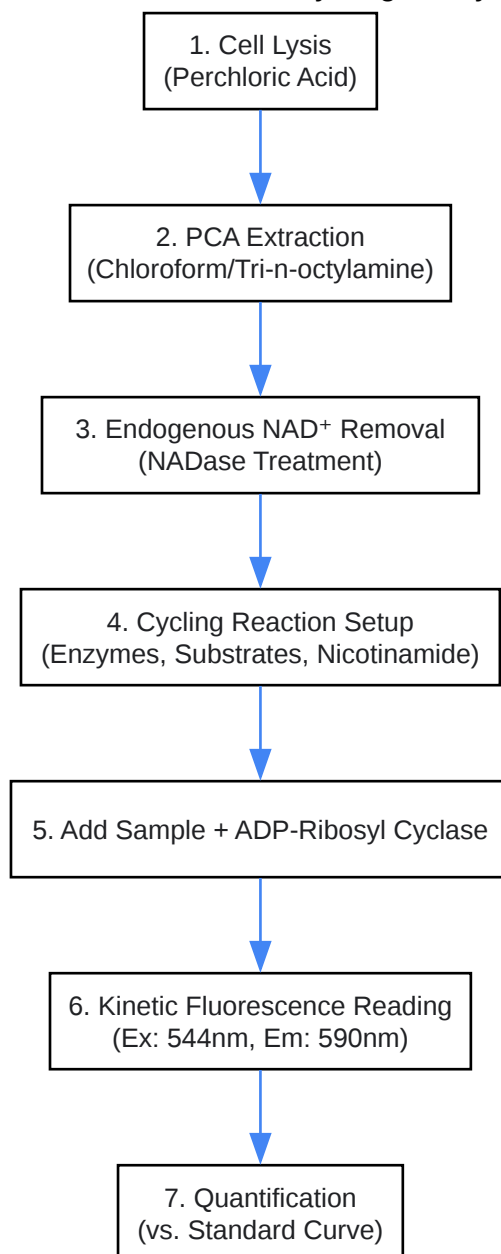 1. Cell Lysis
(Perchloric Acid)
2. PCA Extraction
(Chloroform/Tri-n-octylamine)
3. Endogenous NAD⁺ Removal
(NADase Treatment)
4. Cycling Reaction Setup
(Enzymes, Substrates, Nicotinamide)
5. Add Sample + ADP-Ribosyl Cyclase
6. Kinetic Fluorescence Reading
(Ex: 544nm, Em: 590nm)
7. Quantification
(vs. Standard Curve)